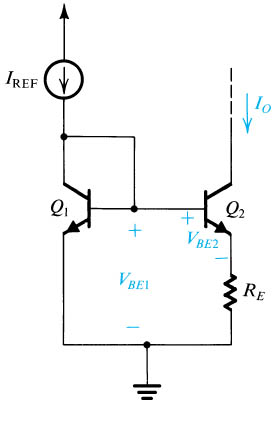 I_REF
I_O
Q_1
Q_2
+
+
V_BE2
−
V_BE1
R_E
−